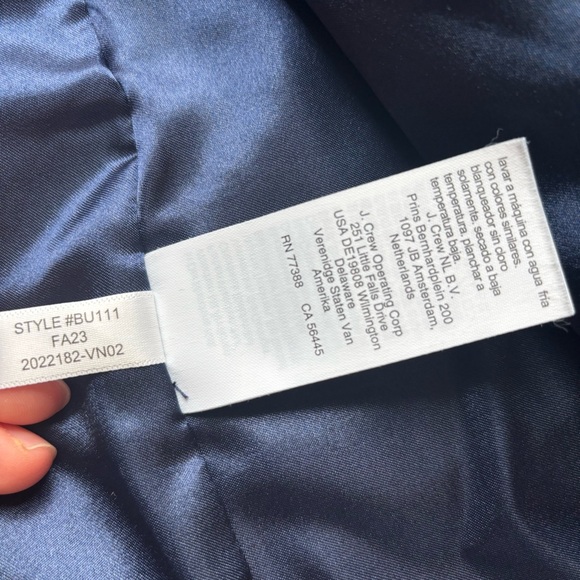 STYLE #BU111
FA23
2022182-VN02
lavar a máquina con agua fría
con colores similares.
blanqueador sin cloro
solamente. secado a baja
temperatura. planchar a
temperatura baja.
J. Crew NL B.V.
Prins Bernhardplein 200
1097 JB Amsterdam,
Netherlands
J. Crew Operating Corp
251 Little Falls Drive
USA DE19808 Wilmington
Delaware
Verenidge Staten Van
Amerika
RN 77388 CA 56445